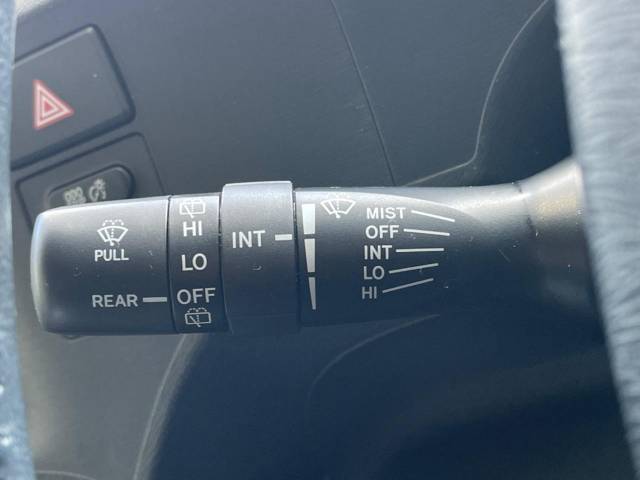 PULL
REAR
HI
LO
OFF
INT
MIST
OFF
INT
LO
HI